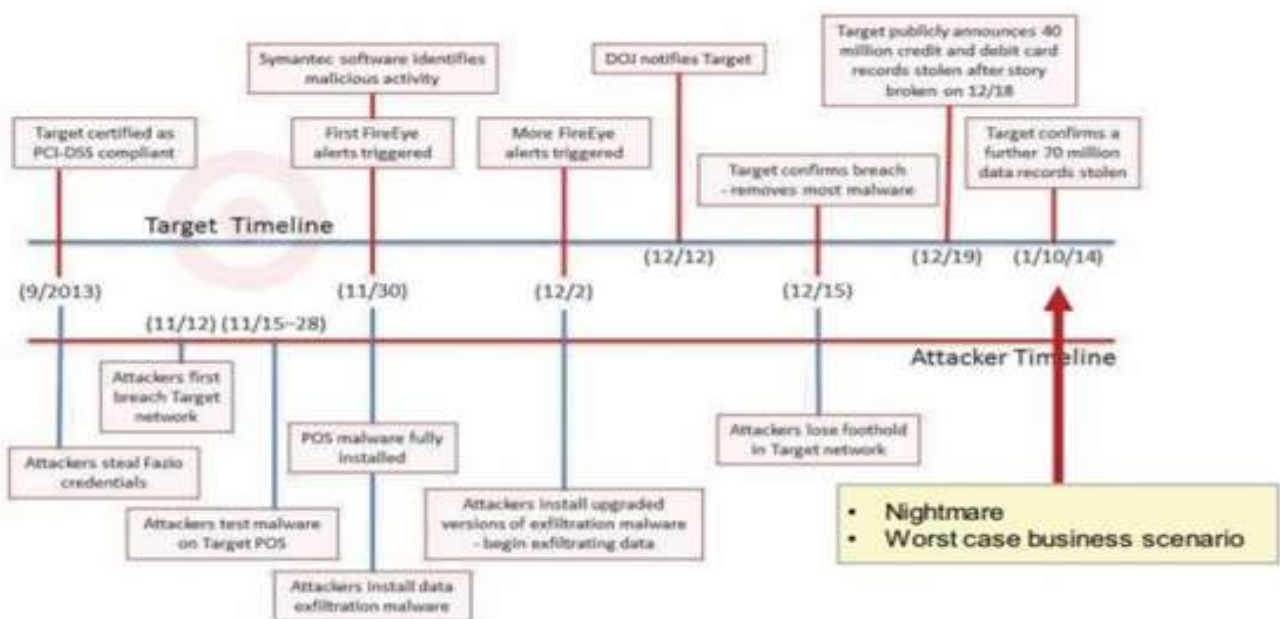 Target publicly announces 40
million credit and debit card
records stolen after story
broken on 12/18
Symantec software identifies
malicious activity
DOJ notifies Target
Target certified as
PCI-DSS compliant
First FireEye
alerts triggered
More FireEye
alerts triggered
Target confirms breach
- removes most malware
Target confirms a
further 70 million
data records stolen
Target Timeline
(9/2013)
(11/30)
(12/2)
(12/12)
(12/15)
(12/19)
(1/10/14)
(11/12) (11/15-28)
Attacker Timeline
Attackers first
breach Target
network
Attackers steal Fazio
credentials
Attackers test malware
on Target POS
POS malware fully
installed
Attackers install data
exfiltration malware
Attackers install upgraded
versions of exfiltration malware
- begin exfiltrating data
Attackers lose foothold
in Target network
• Nightmare
• Worst case business scenario